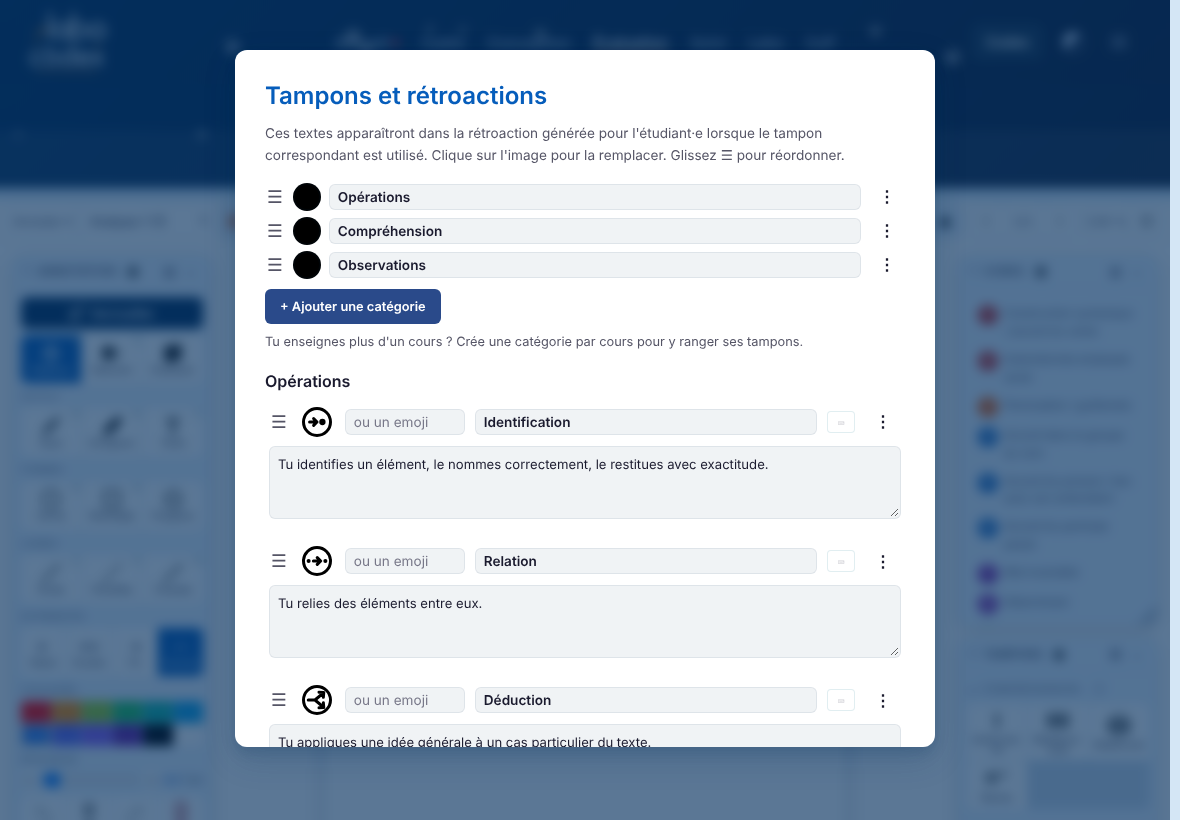 Tampons et rétroactions
Ces textes apparaîtront dans la rétroaction générée pour l'étudiant·e lorsque le tampon
correspondant est utilisé. Clique sur l'image pour la remplacer. Glissez ☰ pour réordonner.
Opérations
Compréhension
Observations
+ Ajouter une catégorie
Tu enseignes plus d'un cours ? Crée une catégorie par cours pour y ranger ses tampons.
Opérations
ou un emoji Identification
Tu identifies un élément, le nommes correctement, le restitues avec exactitude.
ou un emoji Relation
Tu relies des éléments entre eux.
ou un emoji Déduction
Tu appliques une idée générale à un cas particulier du texte.